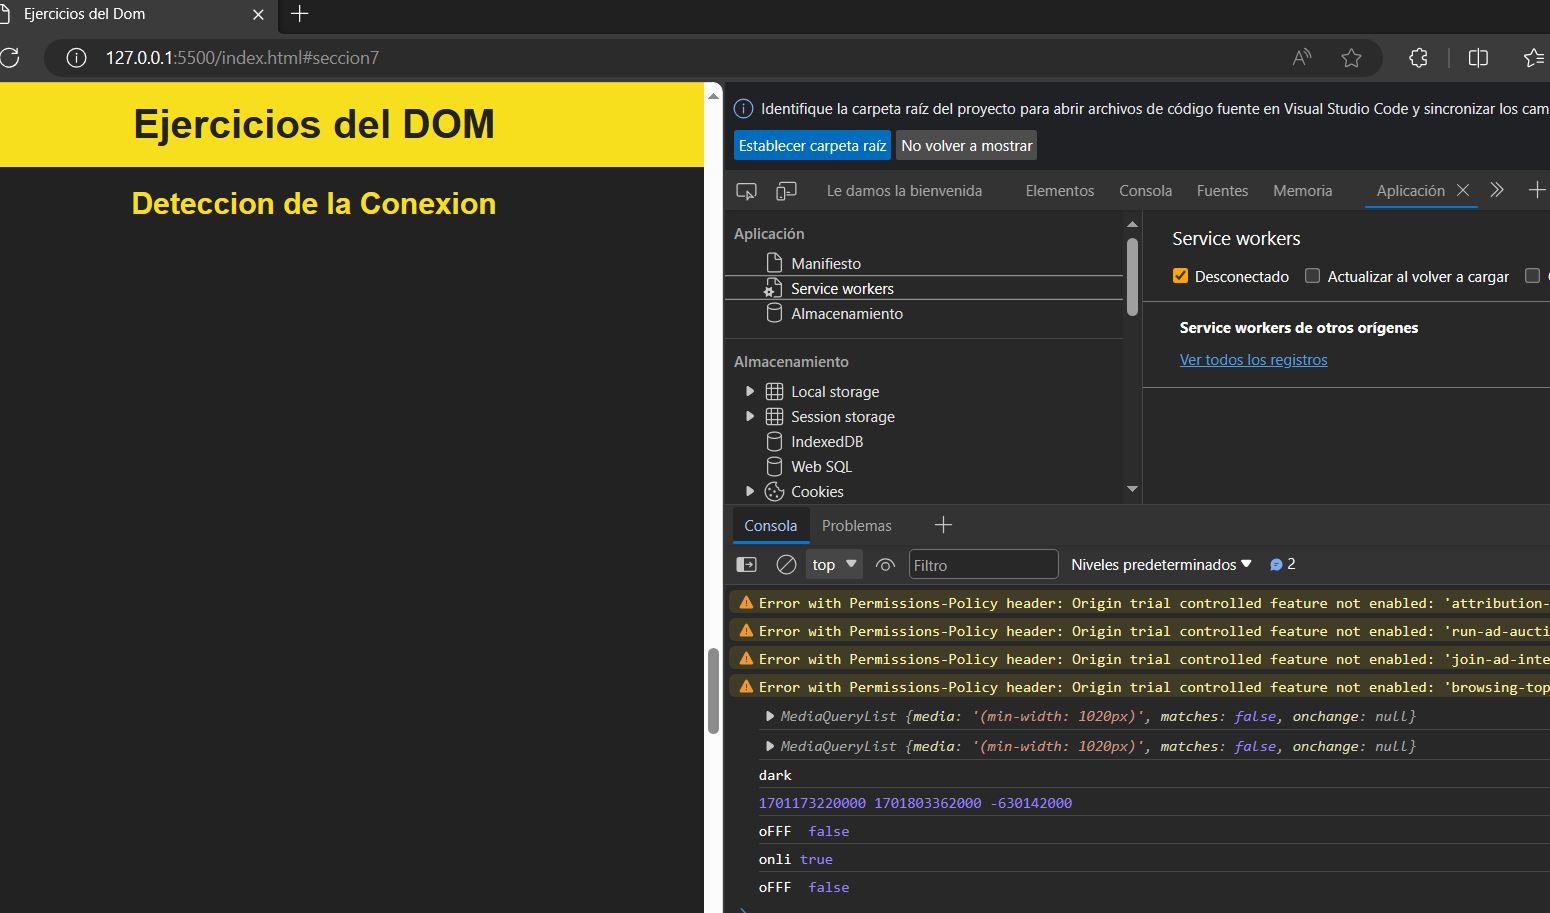 Ejercicios del Dom
127.0.0.1:5500/index.html#seccion7
Ejercicios del DOM
Deteccion de la Conexion
Identifique la carpeta raíz del proyecto para abrir archivos de código fuente en Visual Studio Code y sincronizar los cam
Establecer carpeta raíz No volver a mostrar
Le damos la bienvenida Elementos Consola Fuentes Memoria Aplicación
Aplicación
Manifiesto
Service workers
Almacenamiento
Almacenamiento
Local storage
Session storage
IndexedDB
Web SQL
Cookies
Service workers
Desconectado Actualizar al volver a cargar
Service workers de otros orígenes
Ver todos los registros
Consola Problemas
top Filtro Niveles predeterminados 2
Error with Permissions-Policy header: Origin trial controlled feature not enabled: 'attribution-
Error with Permissions-Policy header: Origin trial controlled feature not enabled: 'run-ad-aucti
Error with Permissions-Policy header: Origin trial controlled feature not enabled: 'join-ad-inte
Error with Permissions-Policy header: Origin trial controlled feature not enabled: 'browsing-top
MediaQueryList {media: '(min-width: 1020px)', matches: false, onchange: null}
MediaQueryList {media: '(min-width: 1020px)', matches: false, onchange: null}
dark
1701173220000 1701803362000 -630142000
oFFF false
onli true
oFFF false